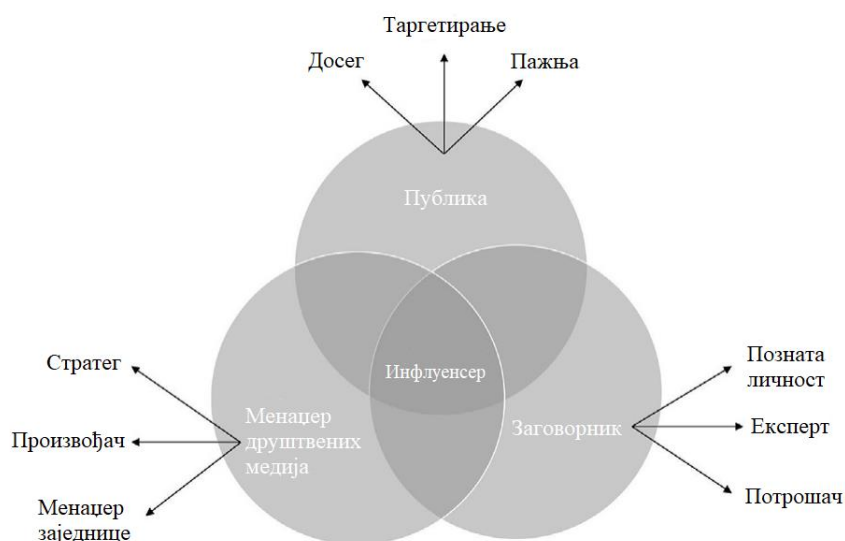 Таргетирање
Досег
Пажња
Публика
Стратег
Произвођач
Менаџер
заједнице
Менаџер
друштвених
медија
Инфлуенсер
Заговорник
Позната
личност
Експерт
Потрошач